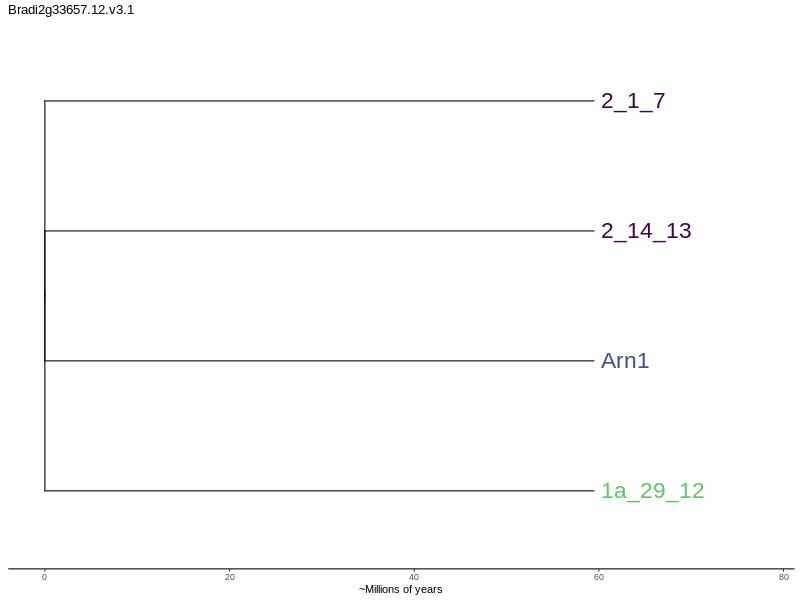 Bradi2g33657.12.v3.1
2_1_7
2_14_13
Arn1
1a_29_12
0 20 40 60 80
~Millions of years